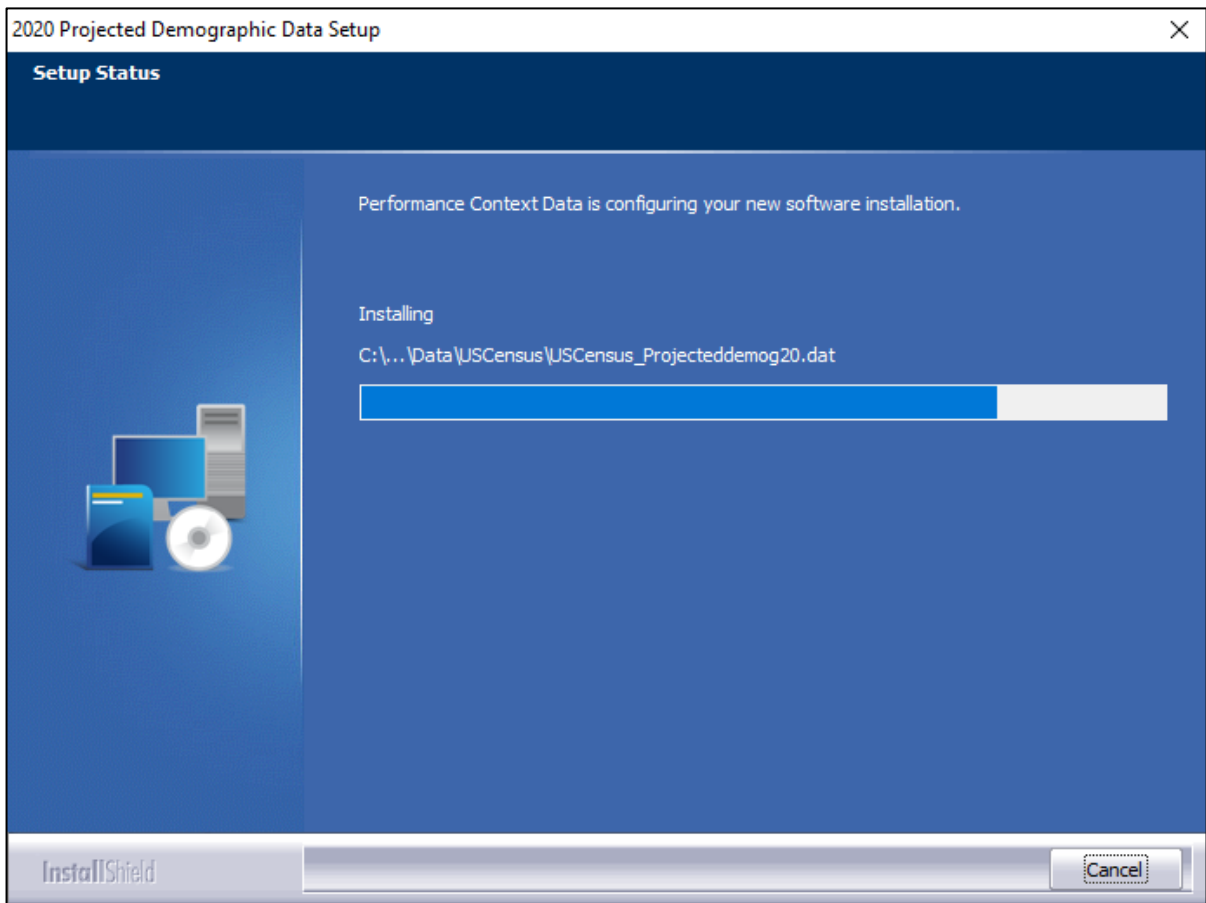 2020 Projected Demographic Data Setup
Setup Status
Performance Context Data is configuring your new software installation.
Installing
C:\...\Data\USCensus\USCensus_Projecteddemog20.dat
InstallShield
Cancel